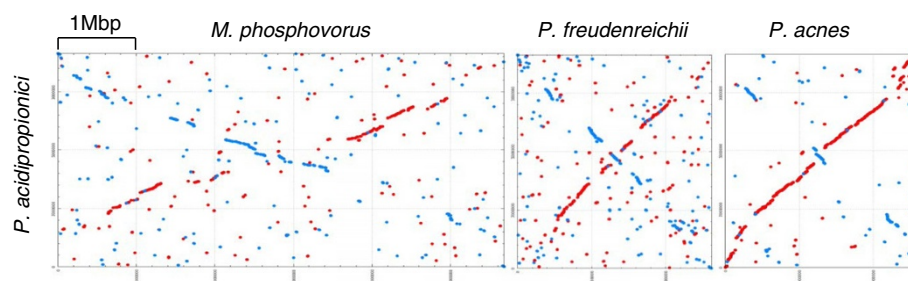 1Mbp
M. phosphovorus
P. freudenreichii
P. acnes
P. acidipropionici